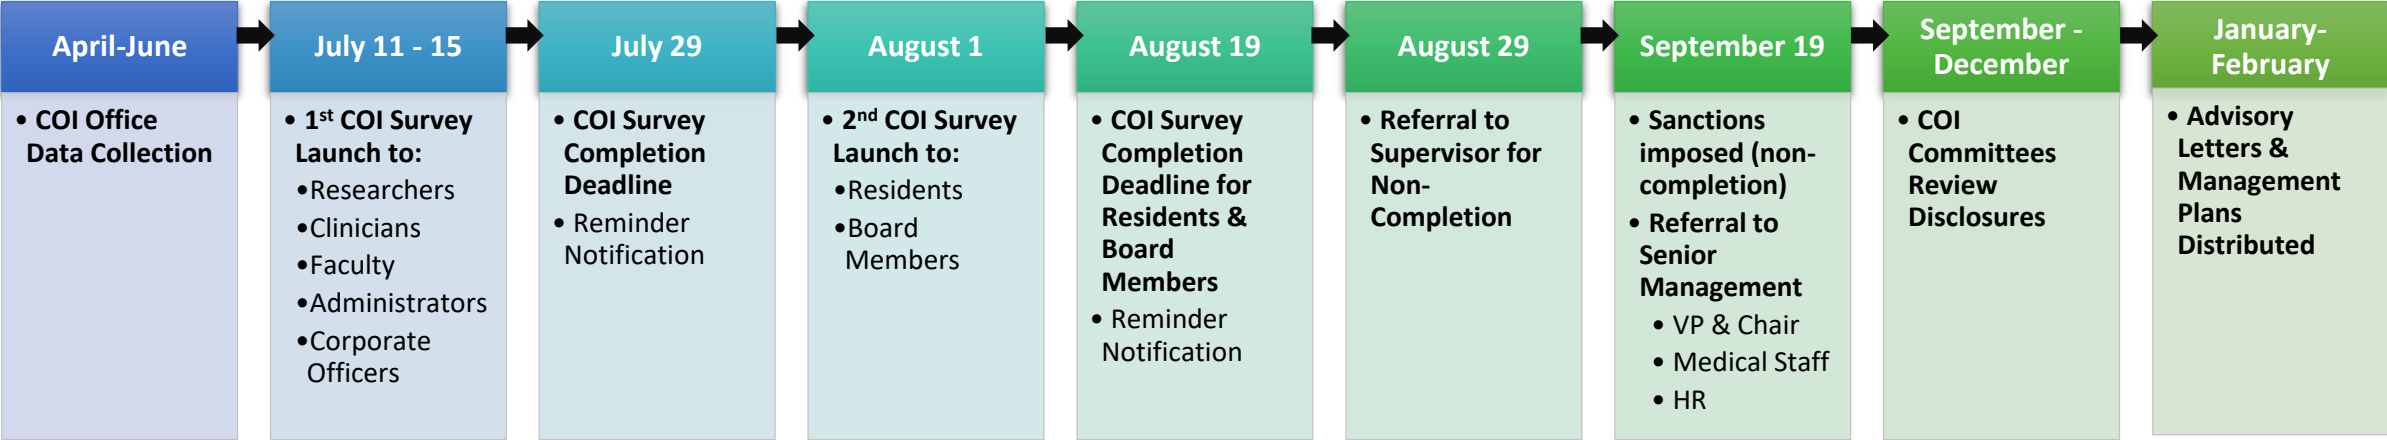 April-June
• COI Office
Data Collection
July 11 - 15
• 1st COI Survey
Launch to:
•Researchers
•Clinicians
•Faculty
•Administrators
•Corporate
Officers
July 29
• COI Survey
Completion
Deadline
• Reminder
Notification
August 1
• 2nd COI Survey
Launch to:
•Residents
•Board
Members
August 19
• COI Survey
Completion
Deadline for
Residents &
Board
Members
• Reminder
Notification
August 29
• Referral to
Supervisor for
Non-
Completion
September 19
• Sanctions
imposed (non-
completion)
• Referral to
Senior
Management
• VP & Chair
• Medical Staff
• HR
September -
December
• COI
Committees
Review
Disclosures
January-
February
• Advisory
Letters &
Management
Plans
Distributed